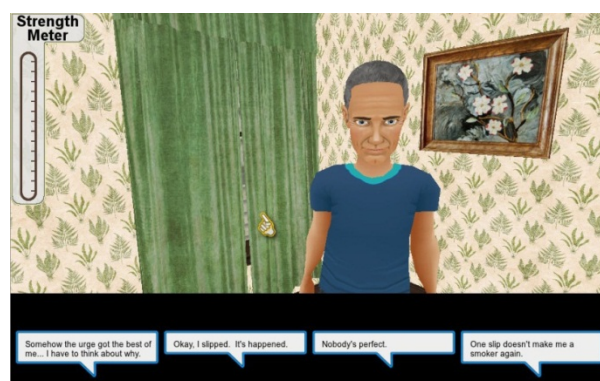 Strength
Meter
Somehow the urge got the best of
me... I have to think about why.
Okay, I slipped.  It's happened.
Nobody's perfect.
One slip doesn't make me a
smoker again.